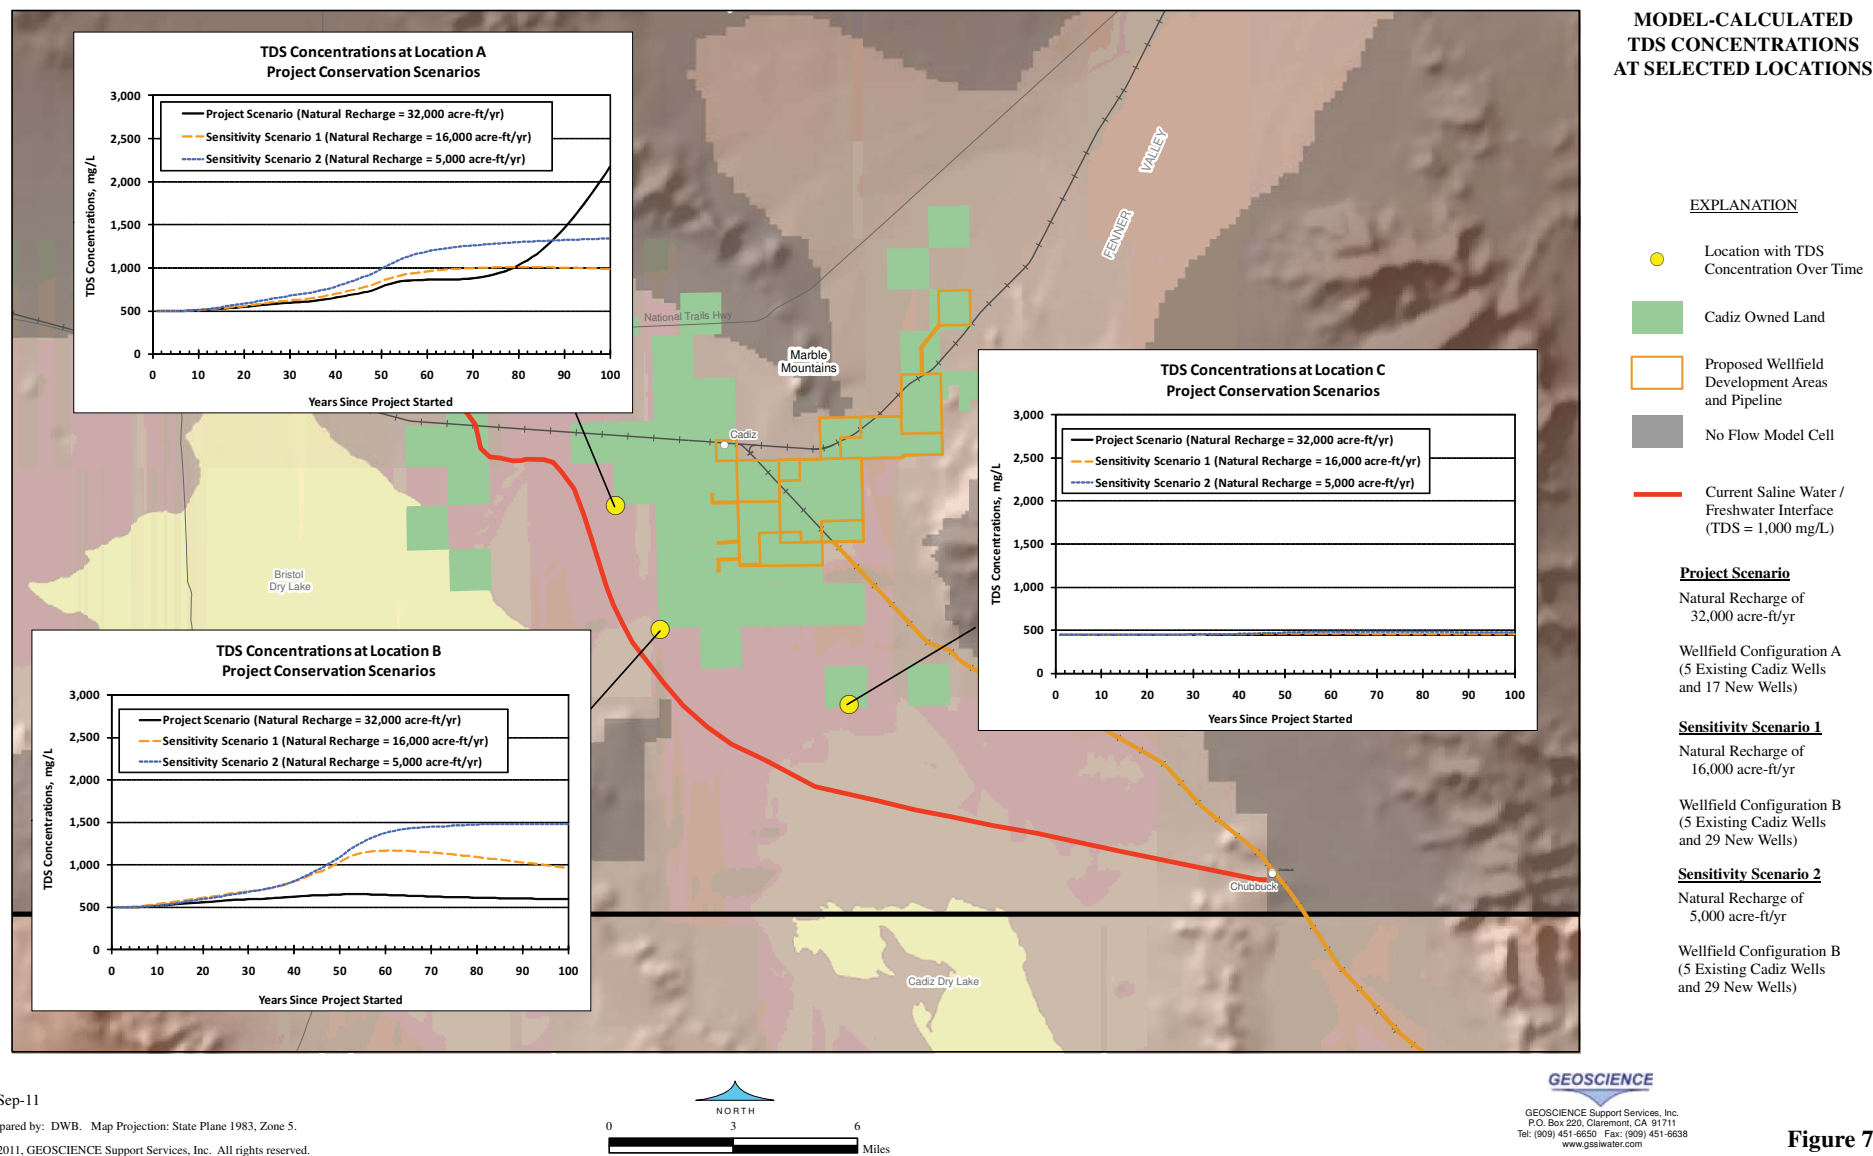 MODEL-CALCULATED
TDS CONCENTRATIONS
AT SELECTED LOCATIONS
TDS Concentrations at Location A
Project Conservation Scenarios
TDS Concentrations, mg/L
3,000
2,500
2,000
1,500
1,000
500
0
Project Scenario (Natural Recharge = 32,000 acre-ft/yr)
Sensitivity Scenario 1 (Natural Recharge = 16,000 acre-ft/yr)
Sensitivity Scenario 2 (Natural Recharge = 5,000 acre-ft/yr)
0 10 20 30 40 50 60 70 80 90 100
Years Since Project Started
VALLEY
FENNER
National Trails Hwy
Marble
Mountains
Cadiz
Bristol
Dry Lake
TDS Concentrations at Location C
Project Conservation Scenarios
TDS Concentrations, mg/L
3,000
2,500
2,000
1,500
1,000
500
0
Project Scenario (Natural Recharge = 32,000 acre-ft/yr)
Sensitivity Scenario 1 (Natural Recharge = 16,000 acre-ft/yr)
Sensitivity Scenario 2 (Natural Recharge = 5,000 acre-ft/yr)
0 10 20 30 40 50 60 70 80 90 100
Years Since Project Started
TDS Concentrations at Location B
Project Conservation Scenarios
TDS Concentrations, mg/L
3,000
2,500
2,000
1,500
1,000
500
0
Project Scenario (Natural Recharge = 32,000 acre-ft/yr)
Sensitivity Scenario 1 (Natural Recharge = 16,000 acre-ft/yr)
Sensitivity Scenario 2 (Natural Recharge = 5,000 acre-ft/yr)
0 10 20 30 40 50 60 70 80 90 100
Years Since Project Started
Chubbuck
Cadiz Dry Lake
EXPLANATION
Location with TDS
Concentration Over Time
Cadiz Owned Land
Proposed Wellfield
Development Areas
and Pipeline
No Flow Model Cell
Current Saline Water /
Freshwater Interface
(TDS = 1,000 mg/L)
Project Scenario
Natural Recharge of
32,000 acre-ft/yr
Wellfield Configuration A
(5 Existing Cadiz Wells
and 17 New Wells)
Sensitivity Scenario 1
Natural Recharge of
16,000 acre-ft/yr
Wellfield Configuration B
(5 Existing Cadiz Wells
and 29 New Wells)
Sensitivity Scenario 2
Natural Recharge of
5,000 acre-ft/yr
Wellfield Configuration B
(5 Existing Cadiz Wells
and 29 New Wells)
Sep-11
pared by: DWB. Map Projection: State Plane 1983, Zone 5.
2011, GEOSCIENCE Support Services, Inc. All rights reserved.
NORTH
0 3 6
Miles
GEOSCIENCE
GEOSCIENCE Support Services, Inc.
P.O. Box 220, Claremont, CA 91711
Tel: (909) 451-6650 Fax: (909) 451-6638
www.gssiwater.com
Figure 7